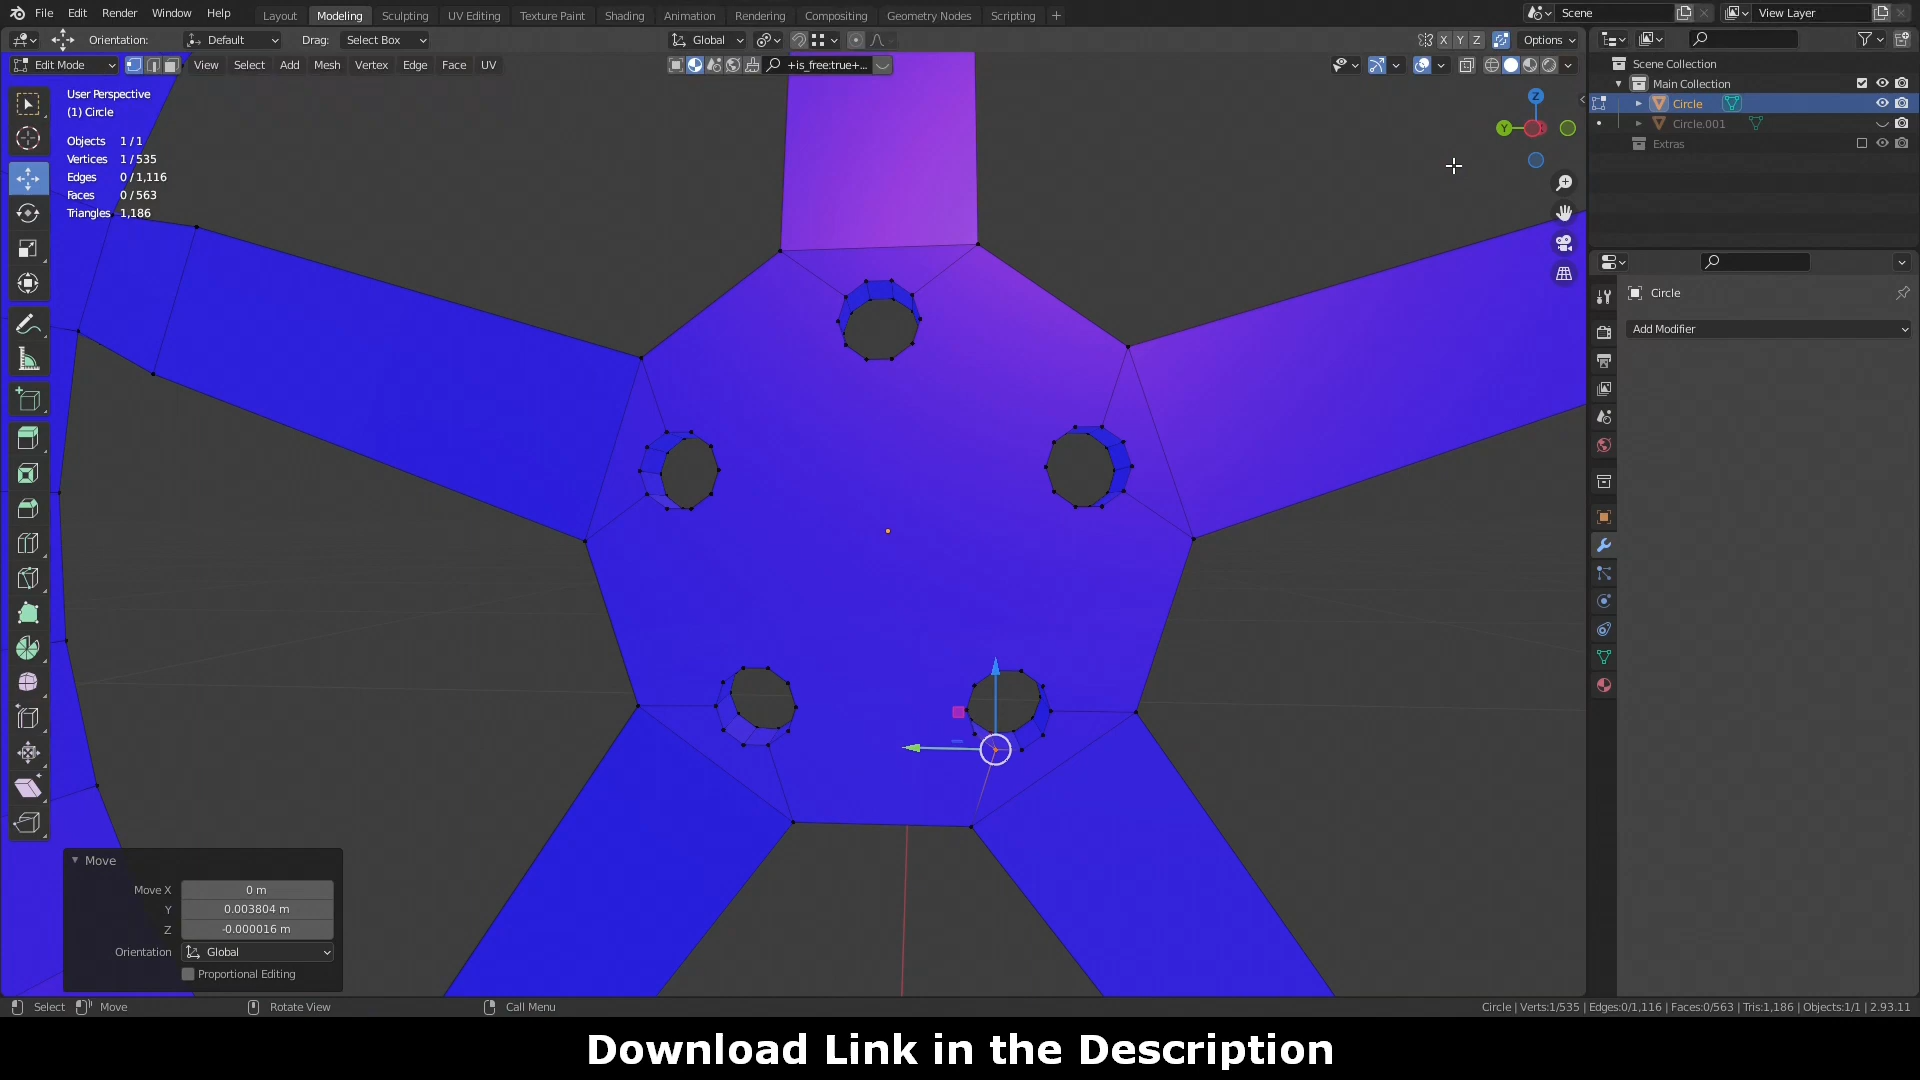 File Edit Render Window Help Layout Modeling Sculpting UV Editing Texture Paint Shading Animation Rendering Compositing Geometry Nodes Scripting + Scene View Layer
Orientation: Default Drag: Select Box Global X Y Z Options
Edit Mode View Select Add Mesh Vertex Edge Face UV +is_free:true+...
User Perspective
(1) Circle
Objects 1 / 1
Vertices 1 / 535
Edges 0 / 1,116
Faces 0 / 563
Triangles 1,186
Z
Y
Scene Collection
Main Collection
Circle
Circle.001
Extras
Circle
Add Modifier
Move
Move X 0 m
Y 0.003804 m
Z -0.000016 m
Orientation Global
Proportional Editing
Select Move Rotate View Call Menu Circle | Verts:1/535 | Edges:0/1,116 | Faces:0/563 | Tris:1,186 | Objects:1/1 | 2.93.11
Download Link in the Description